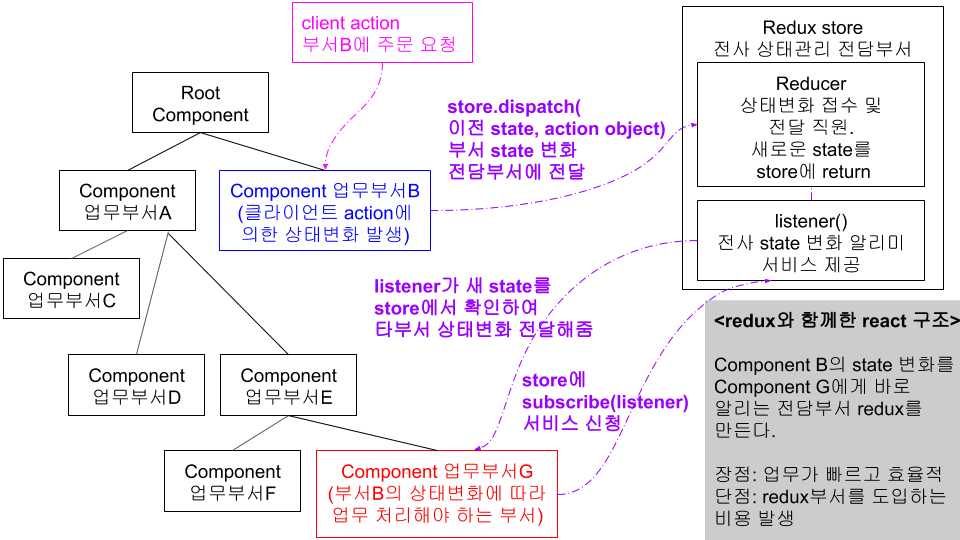 client action
부서B에 주문 요청
Redux store
전사 상태관리 전담부서
Reducer
상태변화 접수 및
전달 직원.
새로운 state를
store에 return
listener()
전사 state 변화 알리미
서비스 제공
Root
Component
store.dispatch(
이전 state, action object)
부서 state 변화
전담부서에 전달
Component
업무부서A
Component 업무부서B
(클라이언트 action에
의한 상태변화 발생)
Component
업무부서C
listener가 새 state를
store에서 확인하여
타부서 상태변화 전달해줌
Component
업무부서D
Component
업무부서E
store에
subscribe(listener)
서비스 신청
Component
업무부서F
Component 업무부서G
(부서B의 상태변화에 따라
업무 처리해야 하는 부서)
<redux와 함께한 react 구조>
Component B의 state 변화를
Component G에게 바로
알리는 전담부서 redux를
만든다.
장점: 업무가 빠르고 효율적
단점: redux부서를 도입하는
비용 발생